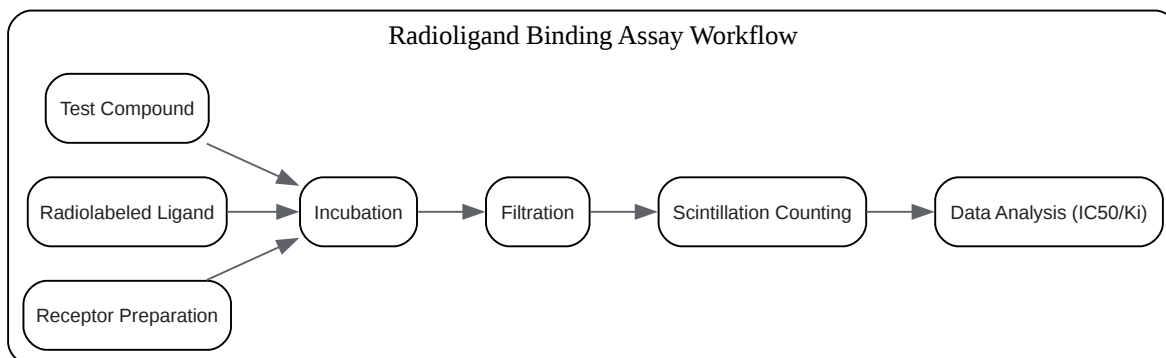 Radioligand Binding Assay Workflow
Test Compound
Radiolabeled Ligand
Receptor Preparation
Incubation
Filtration
Scintillation Counting
Data Analysis (IC50/Ki)